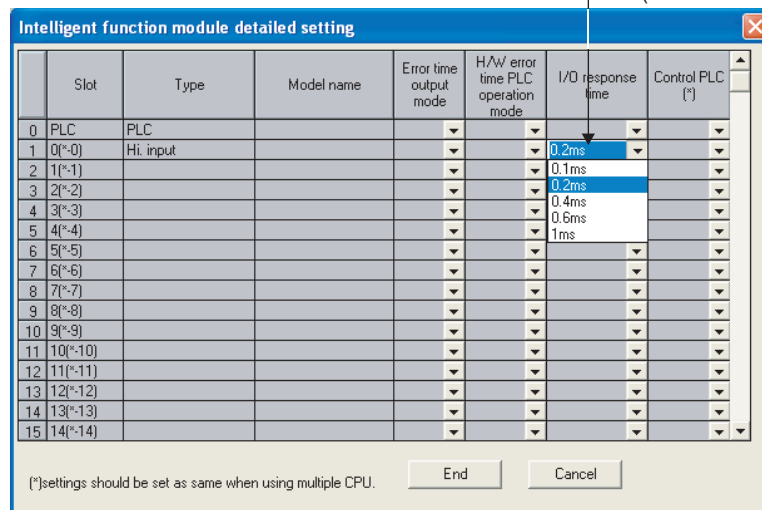 Intelligent function module detailed setting
Slot Type Model name Error time output mode H/W error time PLC operation mode I/O response time Control PLC (*)
0 PLC PLC
1 0(*-0) Hi. input 0.2ms
2 1(*-1) 0.1ms
3 2(*-2) 0.2ms
4 3(*-3) 0.4ms
5 4(*-4) 0.6ms
1ms
6 5(*-5)
7 6(*-6)
8 7(*-7)
9 8(*-8)
10 9(*-9)
11 10(*-10)
12 11(*-11)
13 12(*-12)
14 13(*-13)
15 14(*-14)
(*)settings should be set as same when using multiple CPU. End Cancel